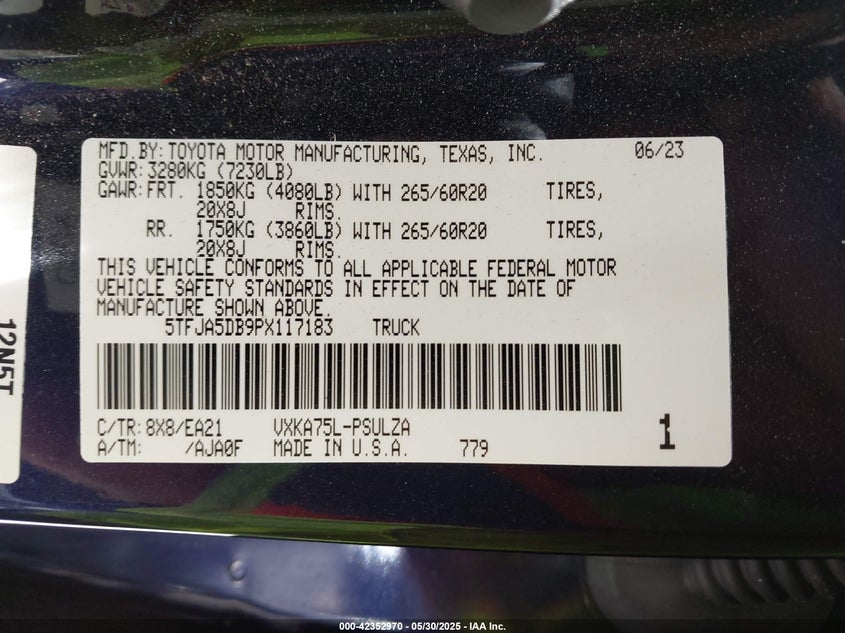 MFD.BY:TOYOTA MOTOR MANUFACTURING, TEXAS, INC. 06/23
GVWR:3280KG (7230LB)
GAWR:FRT. 1850KG (4080LB) WITH 265/60R20 TIRES,
20X8J RIMS.
RR. 1750KG (3860LB) WITH 265/60R20 TIRES,
20X8J RIMS.
THIS VEHICLE CONFORMS TO ALL APPLICABLE FEDERAL MOTOR
VEHICLE SAFETY STANDARDS IN EFFECT ON THE DATE OF
MANUFACTURE SHOWN ABOVE.
5TFJA5DB9PX117183 TRUCK
C/TR:8X8/EA21 VXKA75L-PSULZA
A/TM: /AJA0F MADE IN U.S.A. 779 1
12N5T
000-42352970 - 05/30/2025 - IAA Inc.